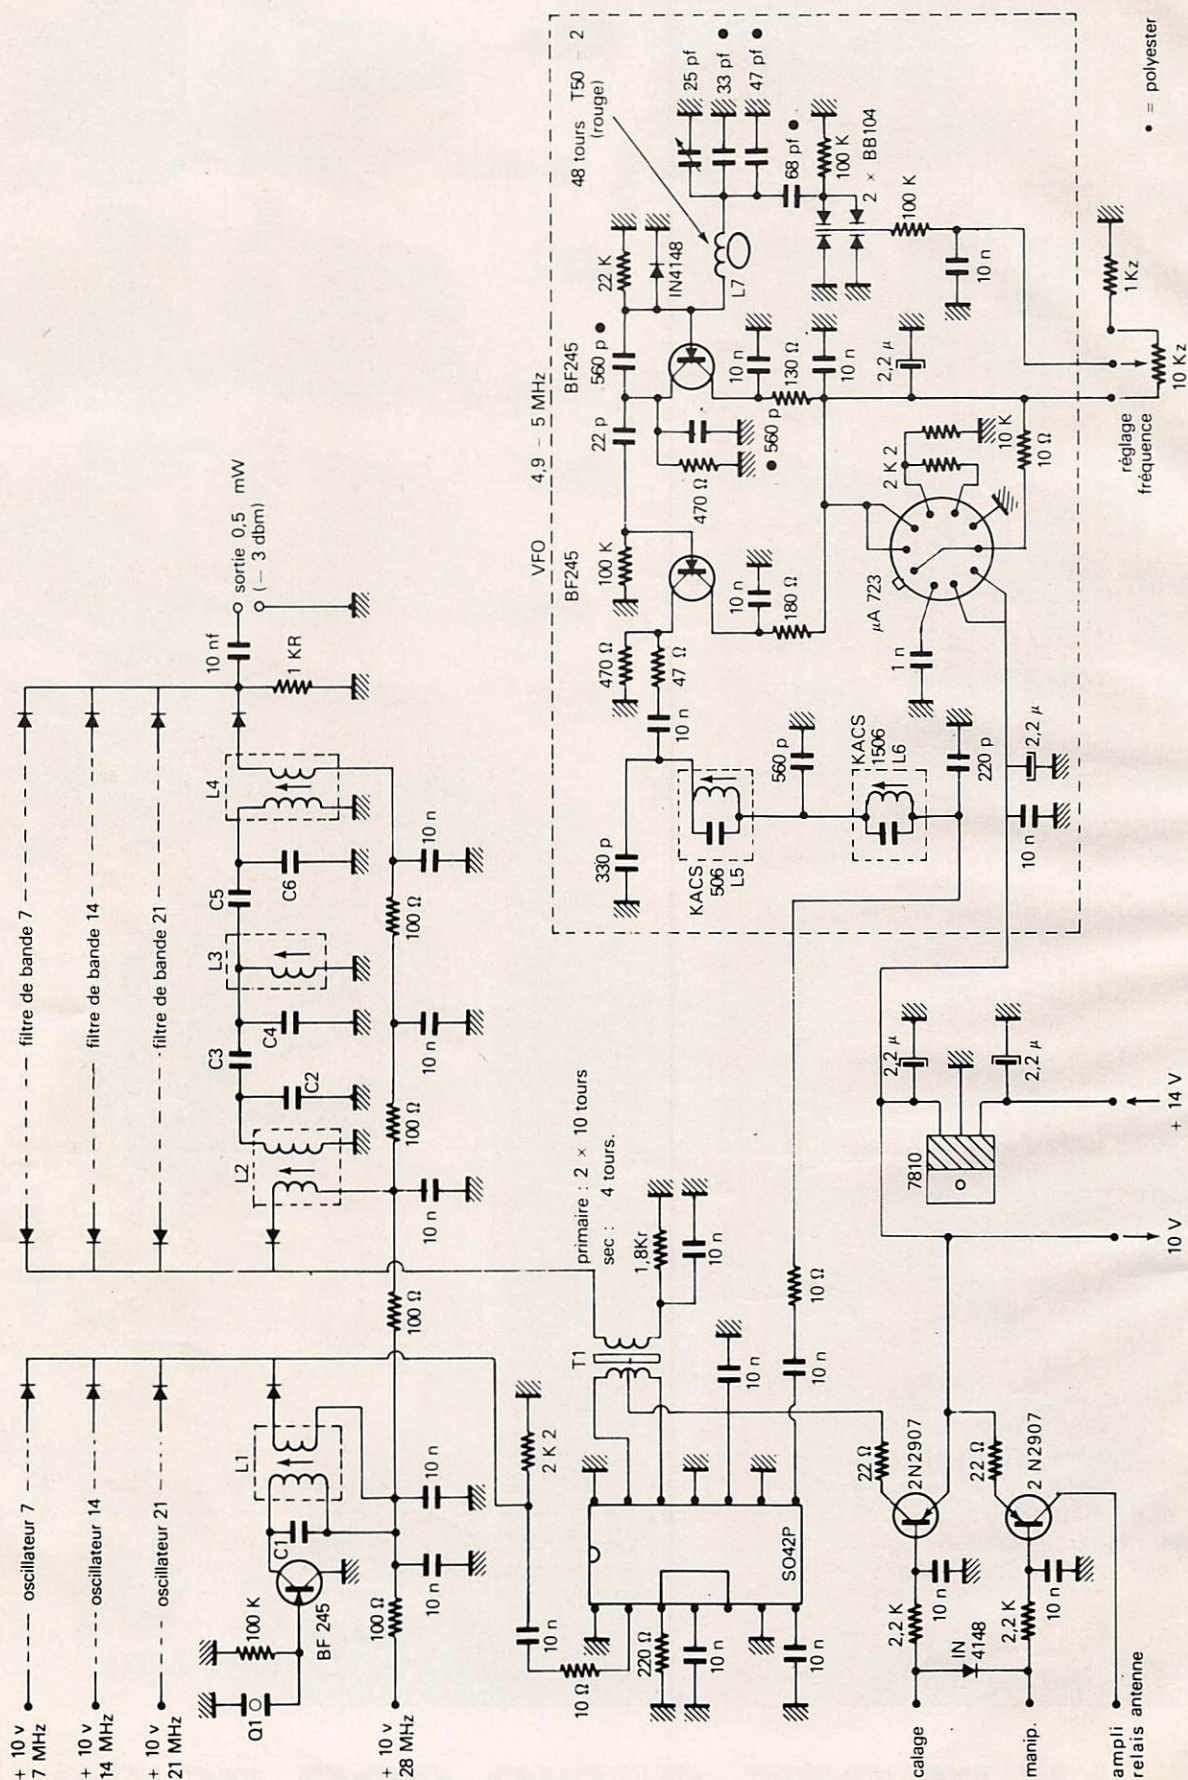 + 10 v
7 MHz
oscillateur 7
filtre de bande 7
+ 10 v
14 MHz
oscillateur 14
filtre de bande 14
+ 10 v
21 MHz
oscillateur 21
filtre de bande 21
Q1
100 K
BF 245
C1
L1
+ 10 v
28 MHz
100 Ω
10 n
10 n
100 Ω
L2
C2
C3
C4
L3
C5
C6
L4
10 n
100 Ω
10 n
100 Ω
10 n
10 nf
sortie 0,5 mW
(– 3 dbm)
1 KR
2 K 2
10 n
10 Ω
220 Ω
10 n
10 n
SO42P
T1
primaire : 2 × 10 tours
sec : 4 tours.
1,8Kr
10 n
10 n
10 n
10 Ω
calage
2,2 K
10 n
IN
4148
manip.
2,2 K
10 n
ampli
relais antenne
22 Ω
2N2907
22 Ω
2 N2907
10 V
7810
2,2 µ
2,2 µ
+ 14 V
VFO 4,9 – 5 MHz
BF245
BF245
330 p
10 n
470 Ω
47 Ω
100 K
10 n
180 Ω
KACS
506
L5
560 p
KACS
1506
L6
220 p
10 n
2,2 µ
1 n
µA 723
22 p
560 p
470 Ω
560 p
22 K
IN4148
10 n
130 Ω
10 n
2,2 µ
2 K 2
10 K
10 Ω
L7
48 tours T50 – 2
(rouge)
25 pf
33 pf
47 pf
68 pf
100 K
2 × BB104
100 K
10 n
réglage
fréquence
10 Kz
1 Kz
• = polyester